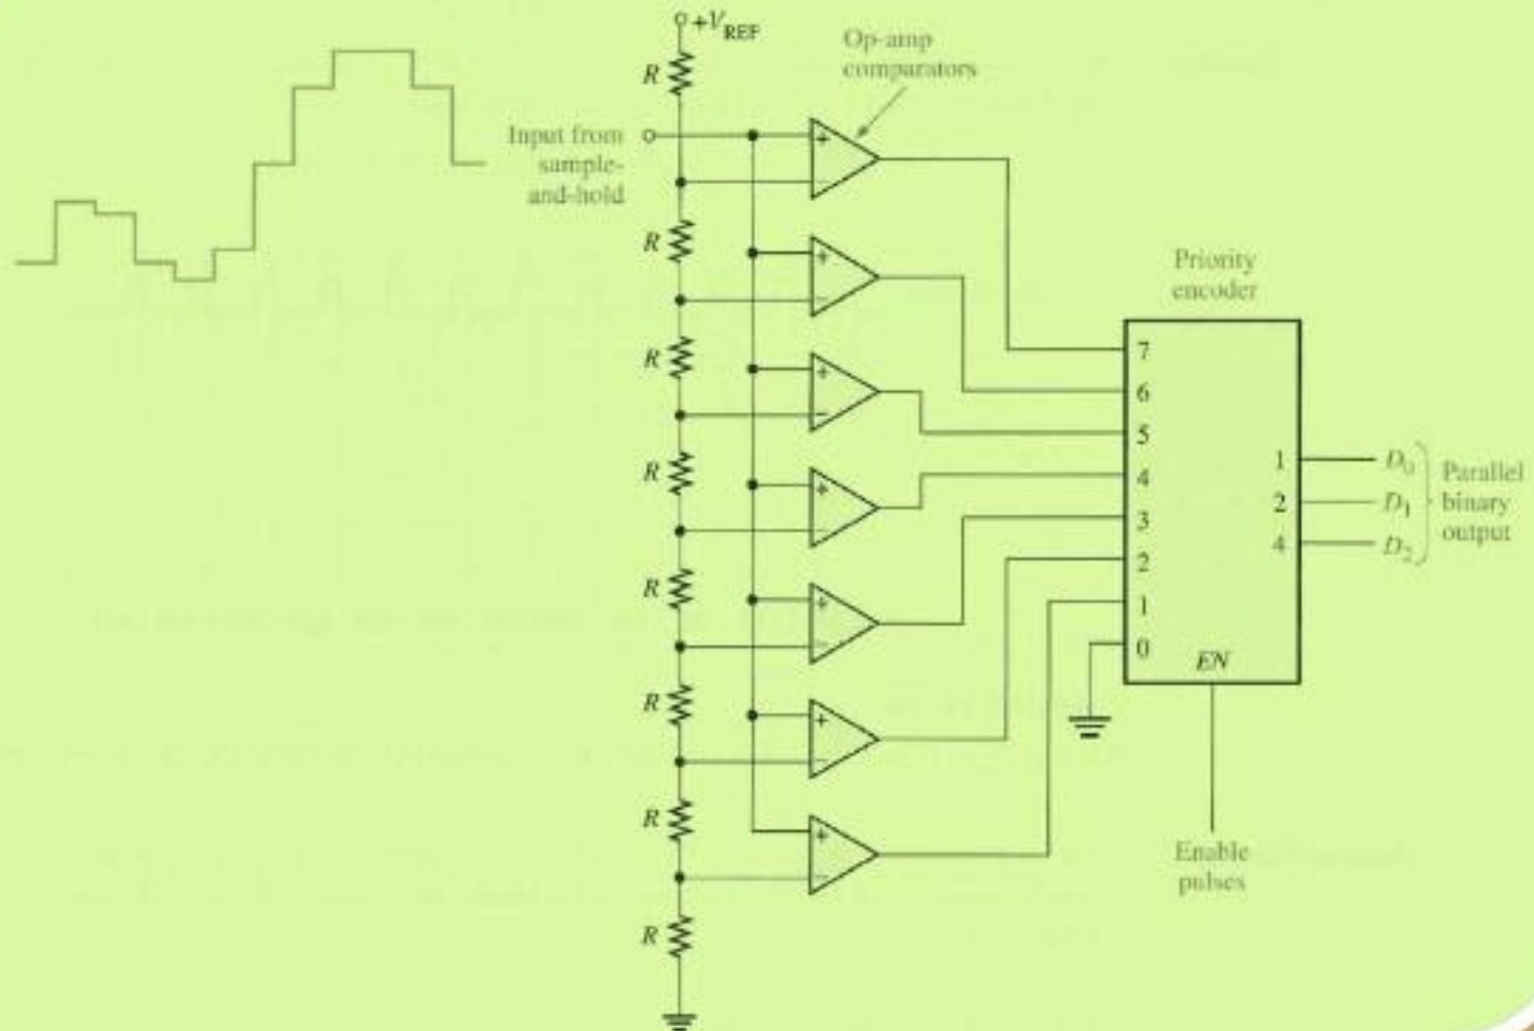 +V_REF
Op-amp
comparators
R
Input from
sample-
and-hold
+
−
R
+
−
Priority
encoder
R
+
−
7
6
5
R
+
−
4
1
D0
Parallel
2
D1
binary
3
4
D2
output
R
+
−
2
1
0
EN
R
+
−
R
+
−
Enable
pulses
R